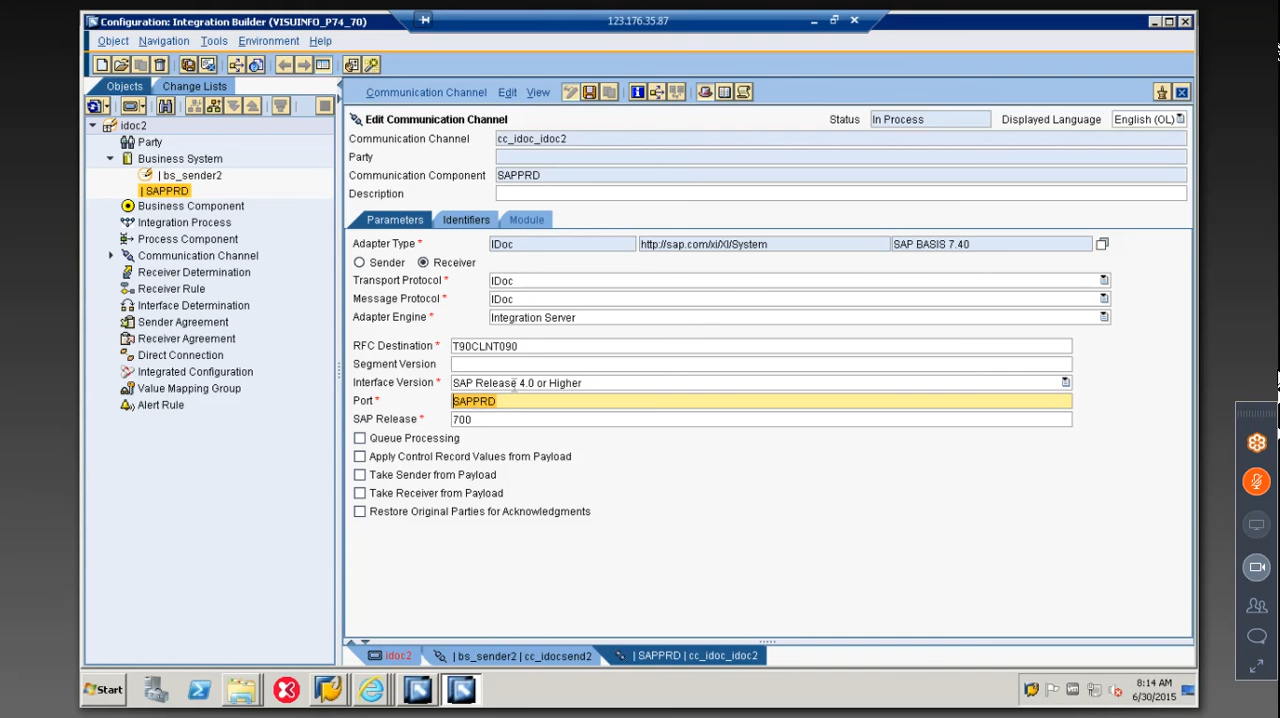 Configuration: Integration Builder (VISUINFO_P74_70)
123.176.35.87
Object Navigation Tools Environment Help
Objects Change Lists
idoc2
Party
Business System
| bs_sender2
| SAPPRD
Business Component
Integration Process
Process Component
Communication Channel
Receiver Determination
Receiver Rule
Interface Determination
Sender Agreement
Receiver Agreement
Direct Connection
Integrated Configuration
Value Mapping Group
Alert Rule
Communication Channel Edit View
Edit Communication Channel Status In Process Displayed Language English (OL)
Communication Channel cc_idoc_idoc2
Party
Communication Component SAPPRD
Description
Parameters Identifiers Module
Adapter Type * IDoc http://sap.com/xi/XI/System SAP BASIS 7.40
Sender Receiver
Transport Protocol * IDoc
Message Protocol * IDoc
Adapter Engine * Integration Server
RFC Destination * T90CLNT090
Segment Version
Interface Version * SAP Release 4.0 or Higher
Port * SAPPRD
SAP Release * 700
Queue Processing
Apply Control Record Values from Payload
Take Sender from Payload
Take Receiver from Payload
Restore Original Parties for Acknowledgments
idoc2 | bs_sender2 | cc_idocsend2 | SAPPRD | cc_idoc_idoc2
Start
8:14 AM
6/30/2015